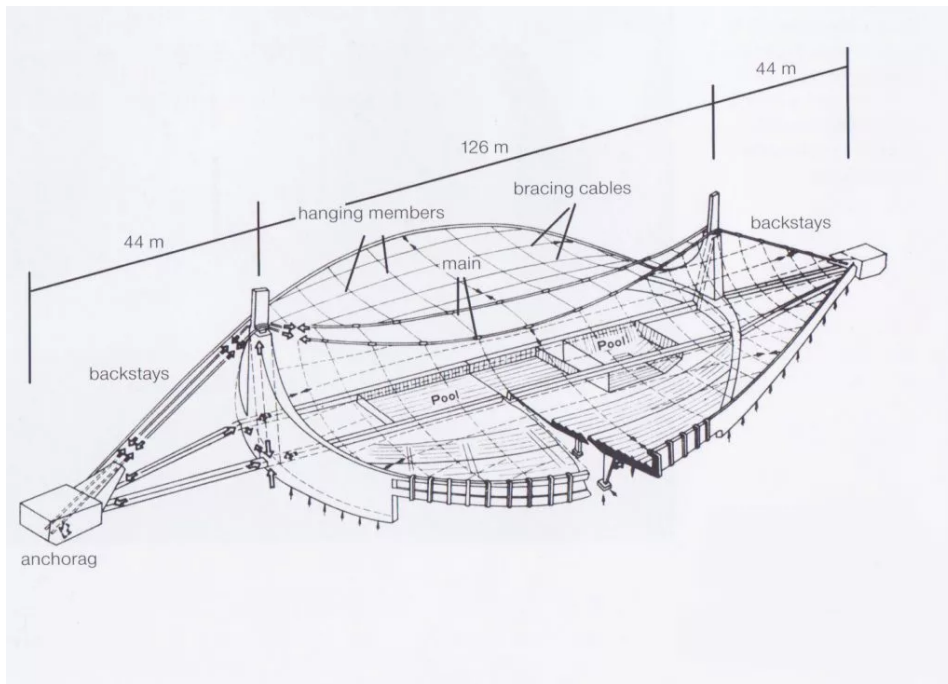 44 m
126 m
bracing cables
hanging members
backstays
44 m
main
Pool
backstays
Pool
anchorag